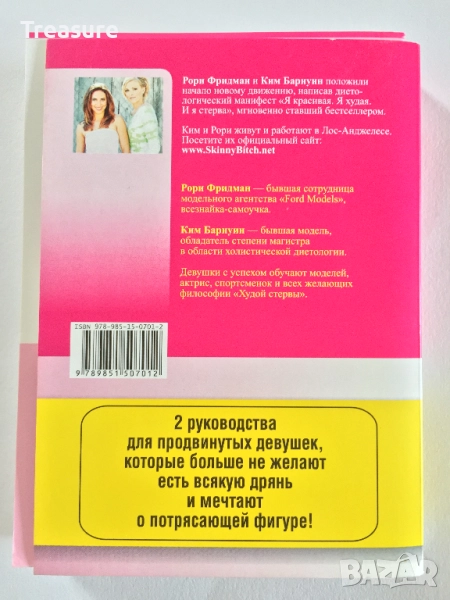 Treasure
Рори Фридман и Ким Барнуин положили
начало новому движению, написав дието-
логический манифест «Я красивая. Я худая.
И я стерва», мгновенно ставший бестселлером.
Ким и Рори живут и работают в Лос-Анджелесе.
Посетите их официальный сайт:
www.SkinnyBitch.net
Рори Фридман — бывшая сотрудница
модельного агентства «Ford Models»,
всезнайка-самоучка.
Ким Барнуин — бывшая модель,
обладатель степени магистра
в области холистической диетологии.
Девушки с успехом обучают моделей,
актрис, спортсменок и всех желающих
философии «Худой стервы».
ISBN 978-985-15-0701-2
9 789851 507012
2 руководства
для продвинутых девушек,
которые больше не желают
есть всякую дрянь
и мечтают
о потрясающей фигуре!
BAZAR